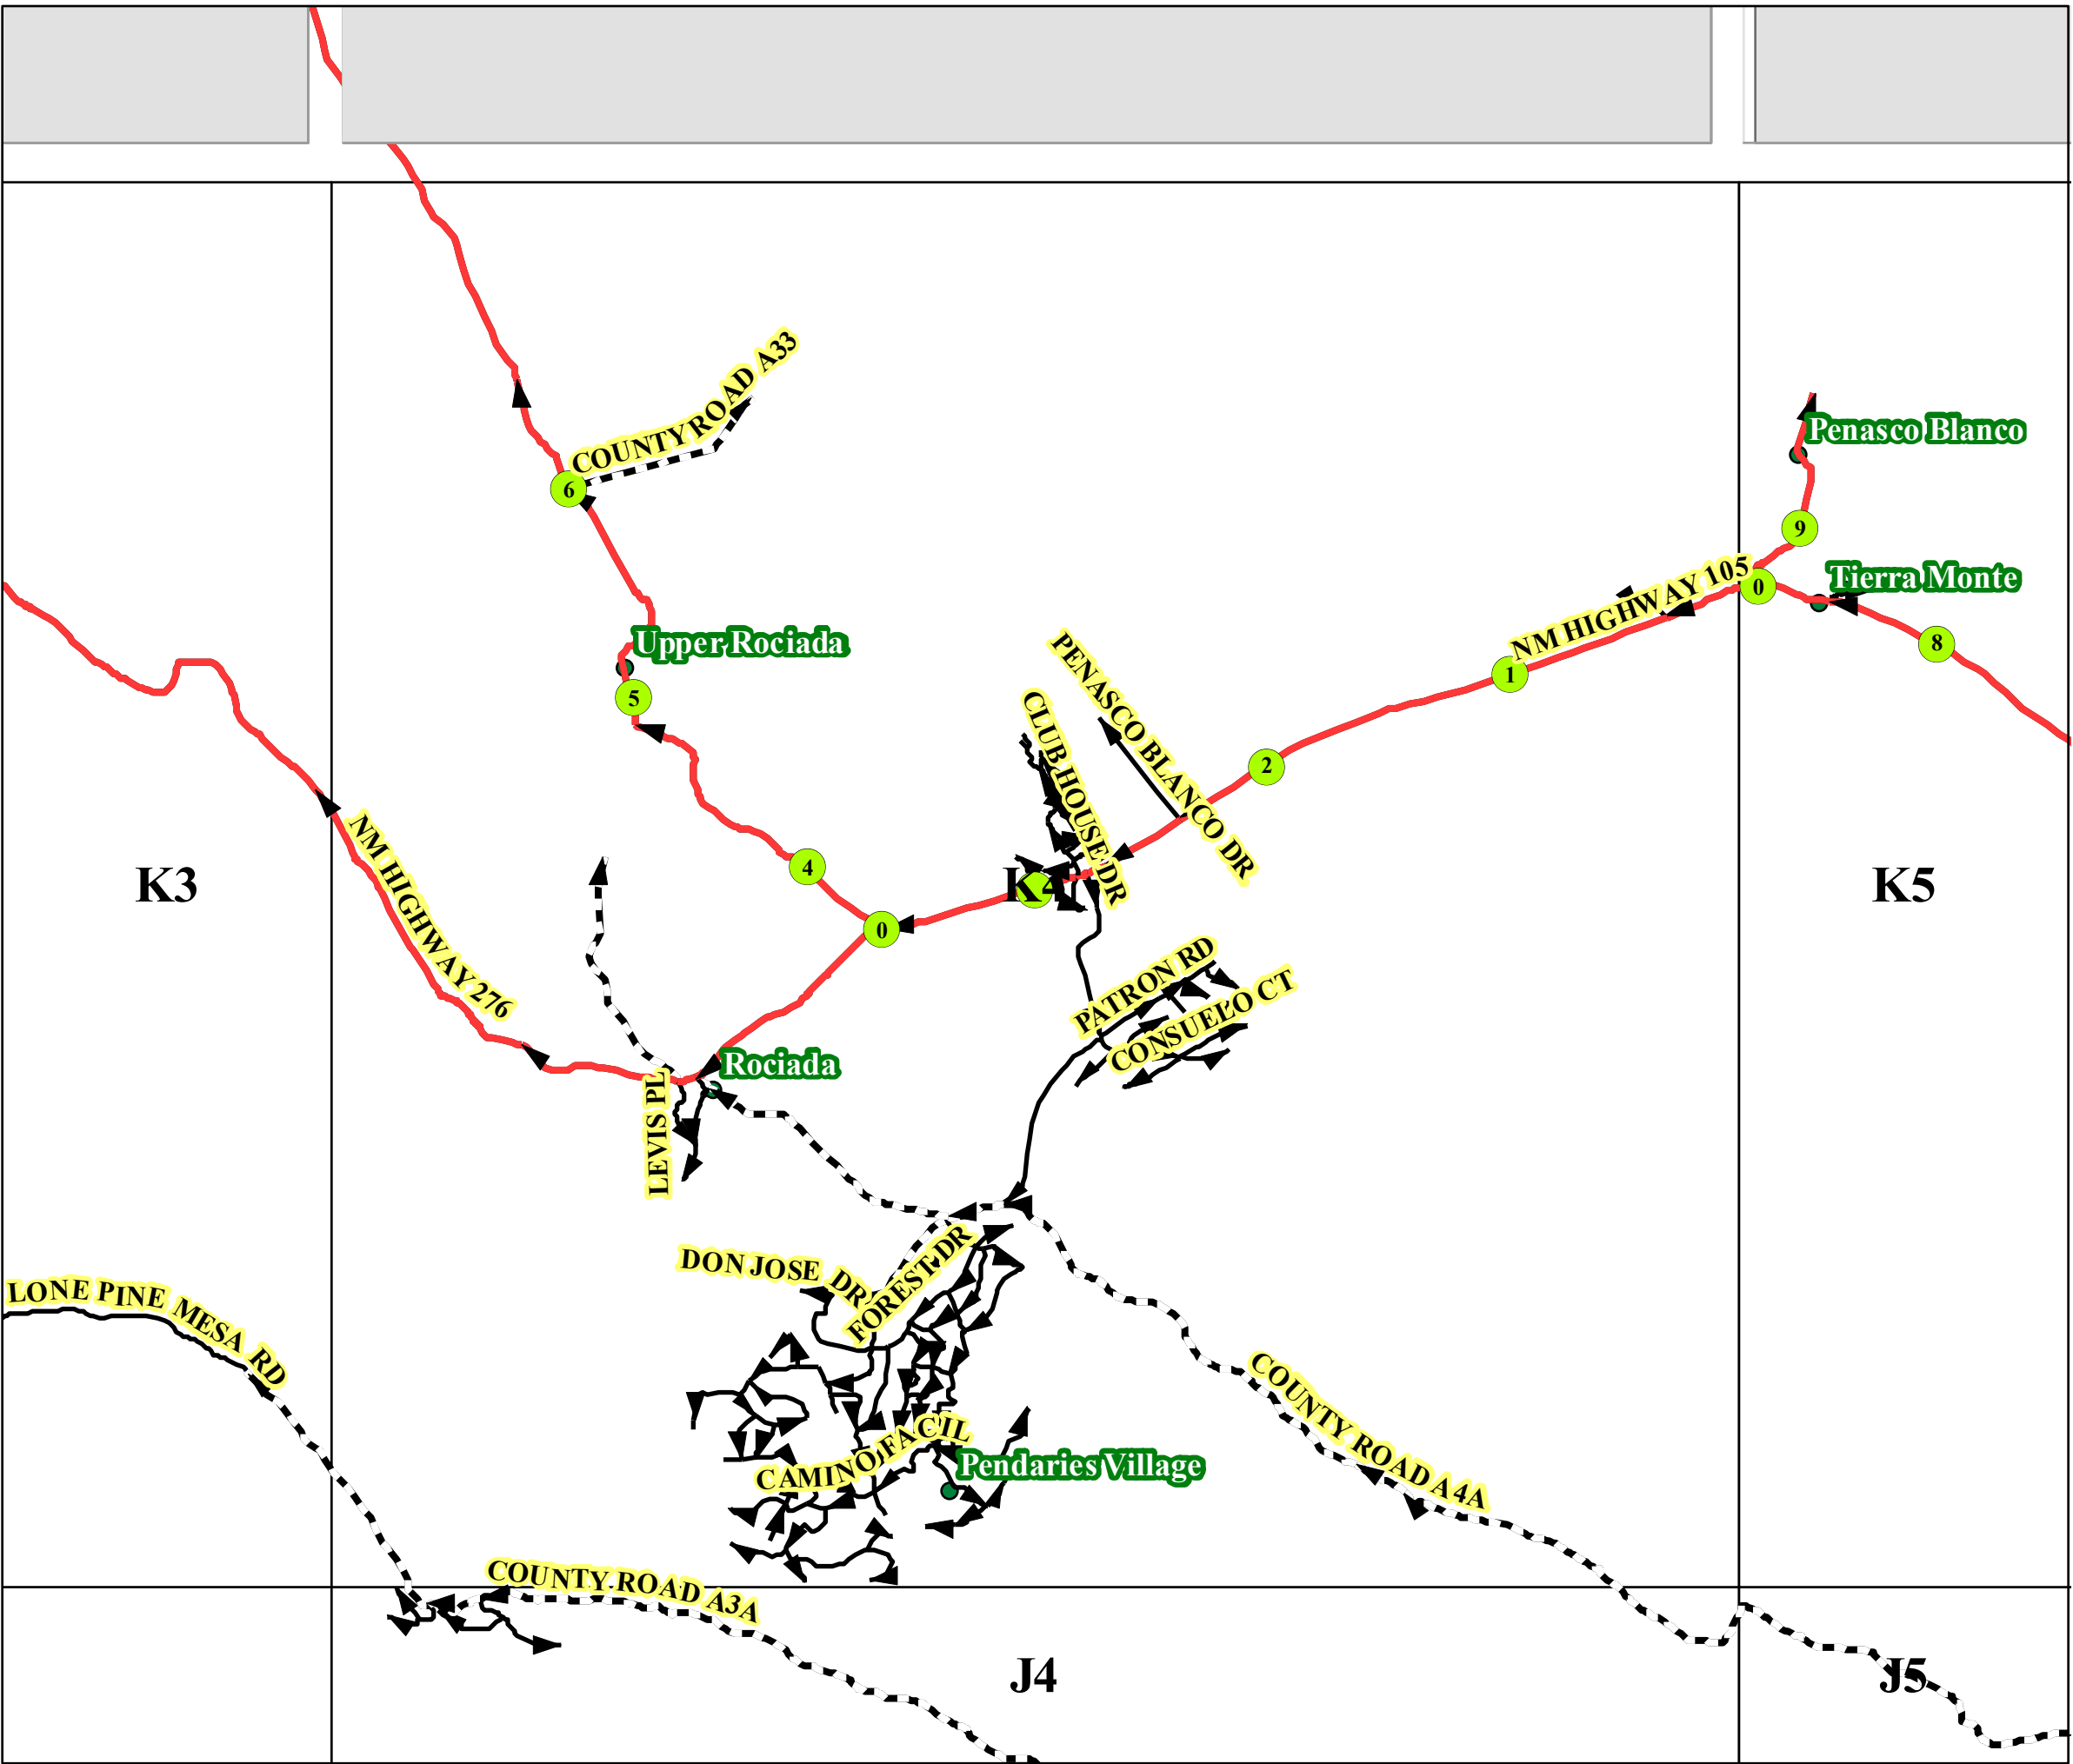 COUNTY ROAD A33
6
Penasco Blanco
9
NM HIGHWAY 105
0
Tierra Monte
8
Upper Rociada
5
1
PENASCO BLANCO DR
CLUB HOUSE DR
2
4
K3
NM HIGHWAY 276
K4
K5
0
PATRON RD
CONSUELO CT
Rociada
LEVIS PL
DON JOSE DR
FOREST DR
LONE PINE MESA RD
COUNTY ROAD A4A
CAMINO FACIL
Pendaries Village
COUNTY ROAD A3A
J4
J5